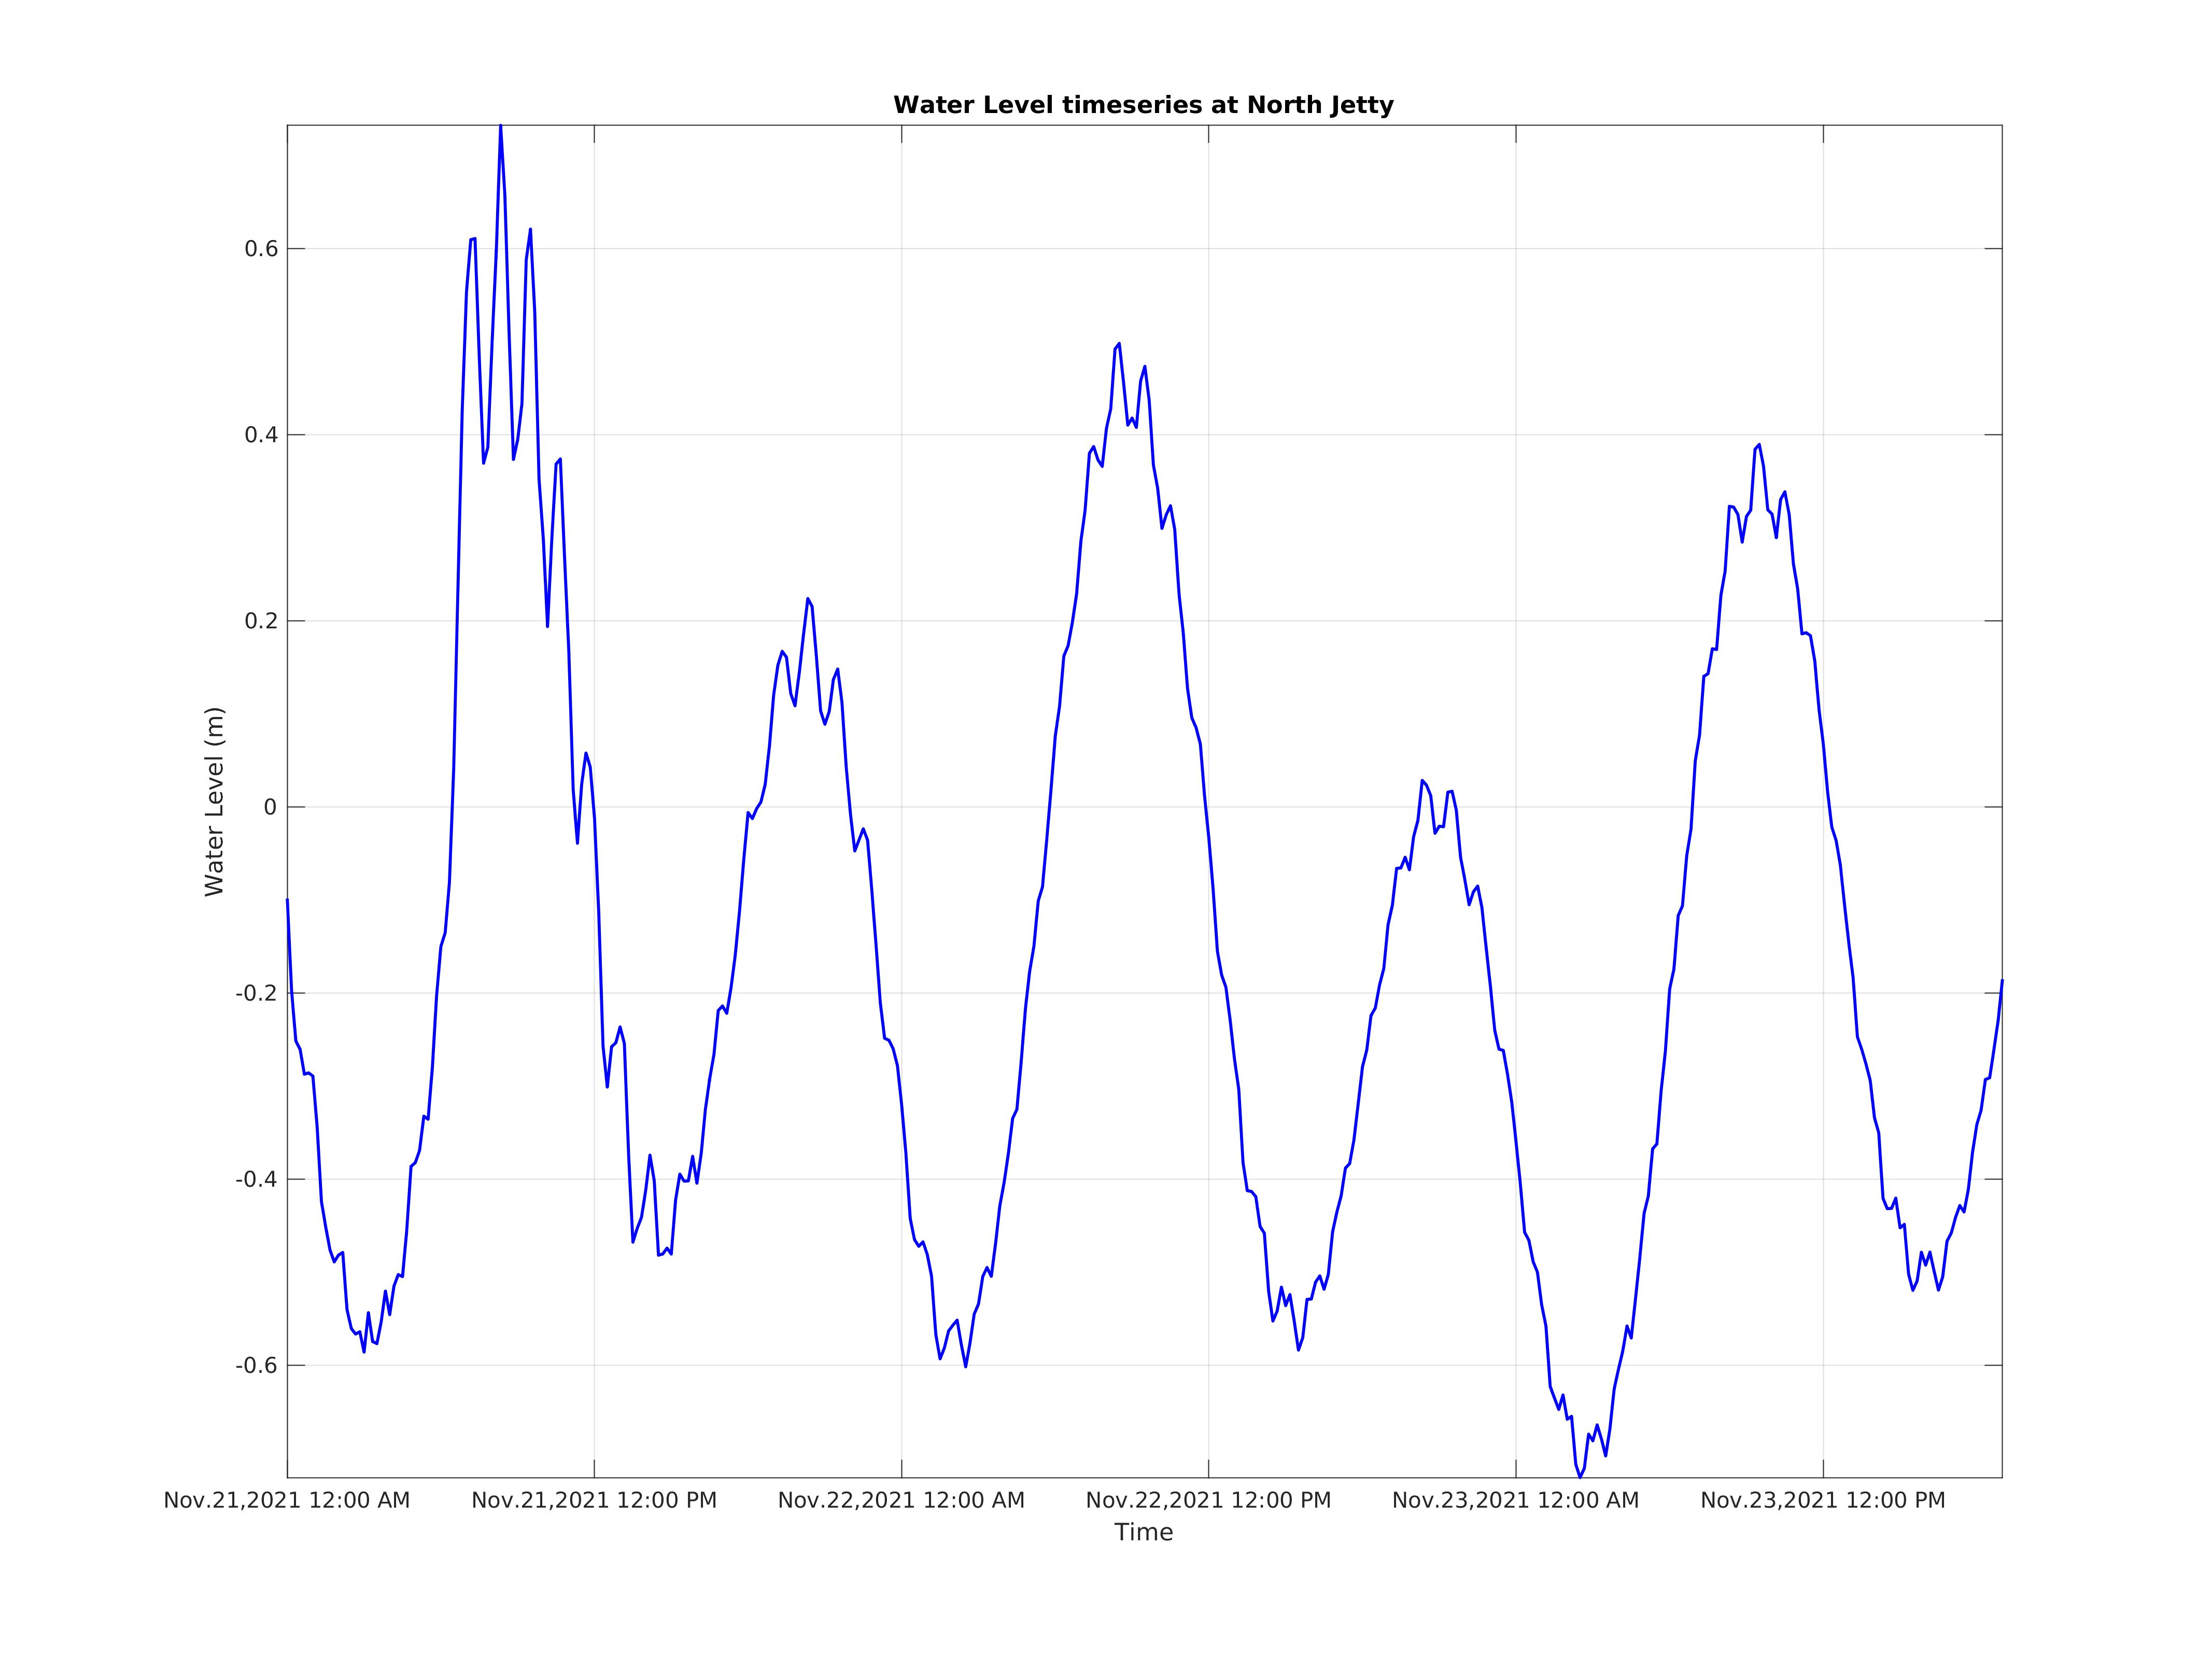 Water Level timeseries at North Jetty
0.6
0.4
0.2
0
-0.2
-0.4
-0.6
Water Level (m)
Nov.21,2021 12:00 AM Nov.21,2021 12:00 PM Nov.22,2021 12:00 AM Nov.22,2021 12:00 PM Nov.23,2021 12:00 AM Nov.23,2021 12:00 PM
Time